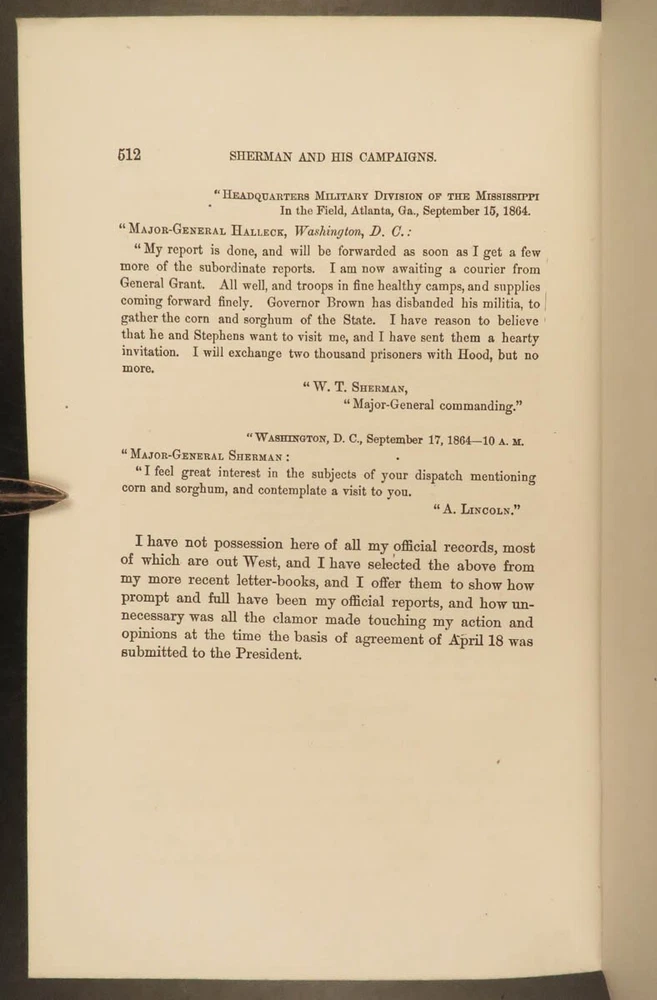 512 SHERMAN AND HIS CAMPAIGNS.
"HEADQUARTERS MILITARY DIVISION OF THE MISSISSIPPI
In the Field, Atlanta, Ga., September 15, 1864.
"MAJOR-GENERAL HALLECK, Washington, D. C.:
"My report is done, and will be forwarded as soon as I get a few
more of the subordinate reports. I am now awaiting a courier from
General Grant. All well, and troops in fine healthy camps, and supplies
coming forward finely. Governor Brown has disbanded his militia, to
gather the corn and sorghum of the State. I have reason to believe
that he and Stephens want to visit me, and I have sent them a hearty
invitation. I will exchange two thousand prisoners with Hood, but no
more.
"W. T. SHERMAN,
"Major-General commanding."
"WASHINGTON, D. C., September 17, 1864—10 A. M.
"MAJOR-GENERAL SHERMAN:
"I feel great interest in the subjects of your dispatch mentioning
corn and sorghum, and contemplate a visit to you.
"A. LINCOLN."
I have not possession here of all my official records, most
of which are out West, and I have selected the above from
my more recent letter-books, and I offer them to show how
prompt and full have been my official reports, and how un-
necessary was all the clamor made touching my action and
opinions at the time the basis of agreement of April 18 was
submitted to the President.